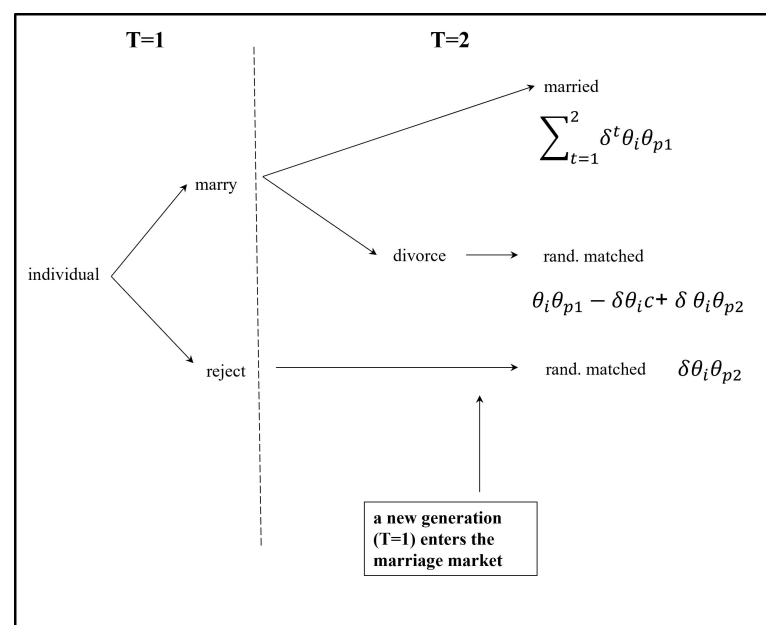 T=1
T=2
married
∑_{t=1}^{2} δ^t θ_i θ_{p1}
marry
divorce
rand. matched
individual
θ_i θ_{p1} − δθ_i c + δ θ_i θ_{p2}
reject
rand. matched
δθ_i θ_{p2}
a new generation
(T=1) enters the
marriage market